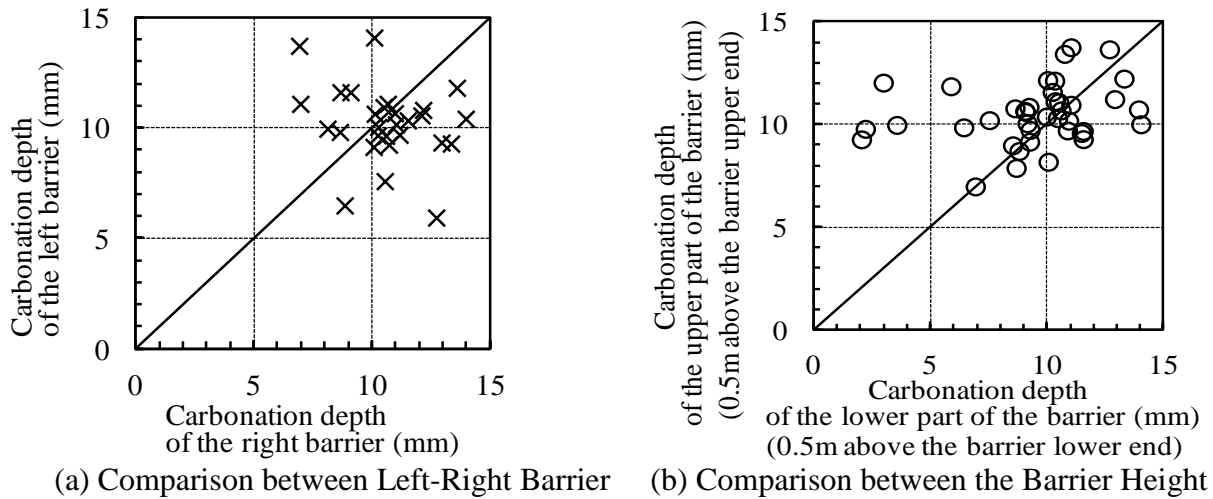 15
10
5
0
Carbonation depth
of the left barrier (mm)
0
5
10
15
Carbonation depth
of the right barrier (mm)
(a) Comparison between Left-Right Barrier
15
10
5
0
Carbonation depth
of the upper part of the barrier (mm)
(0.5m above the barrier upper end)
0
5
10
15
Carbonation depth
of the lower part of the barrier (mm)
(0.5m above the barrier lower end)
(b) Comparison between the Barrier Height